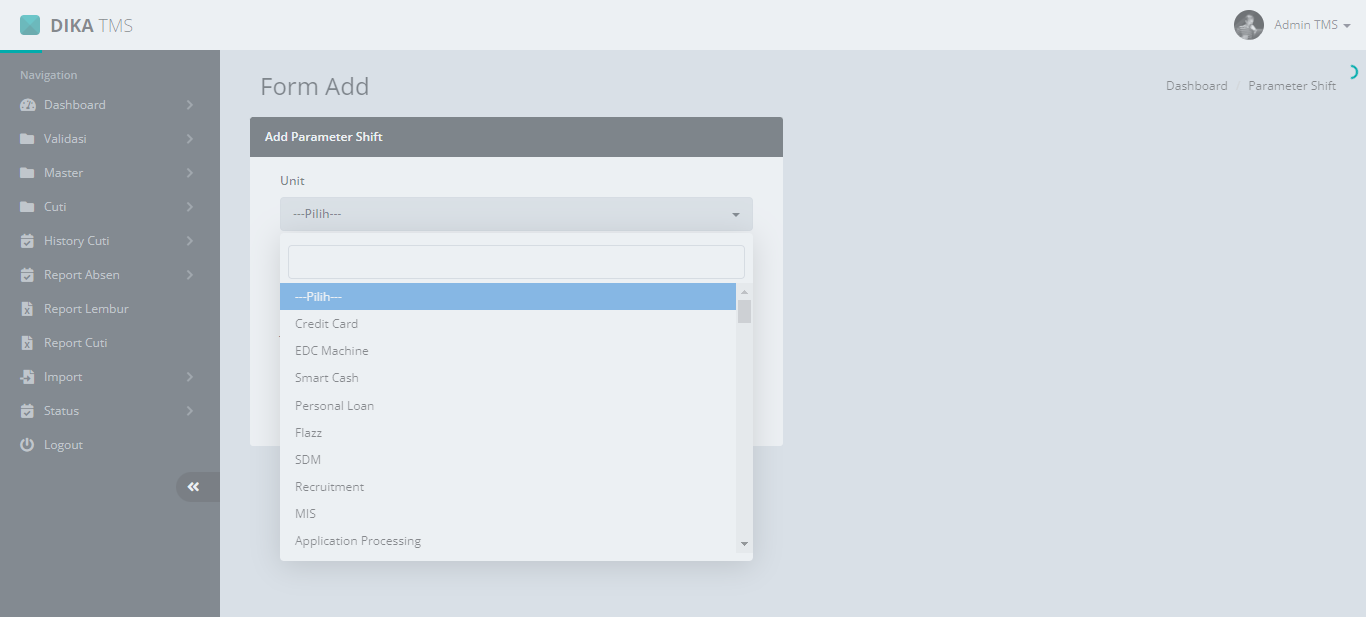 DIKA TMS
Admin TMS
Navigation
Dashboard
Validasi
Master
Cuti
History Cuti
Report Absen
Report Lembur
Report Cuti
Import
Status
Logout
Form Add
Dashboard / Parameter Shift
Add Parameter Shift
Unit
---Pilih---
---Pilih---
Credit Card
EDC Machine
Smart Cash
Personal Loan
Flazz
SDM
Recruitment
MIS
Application Processing